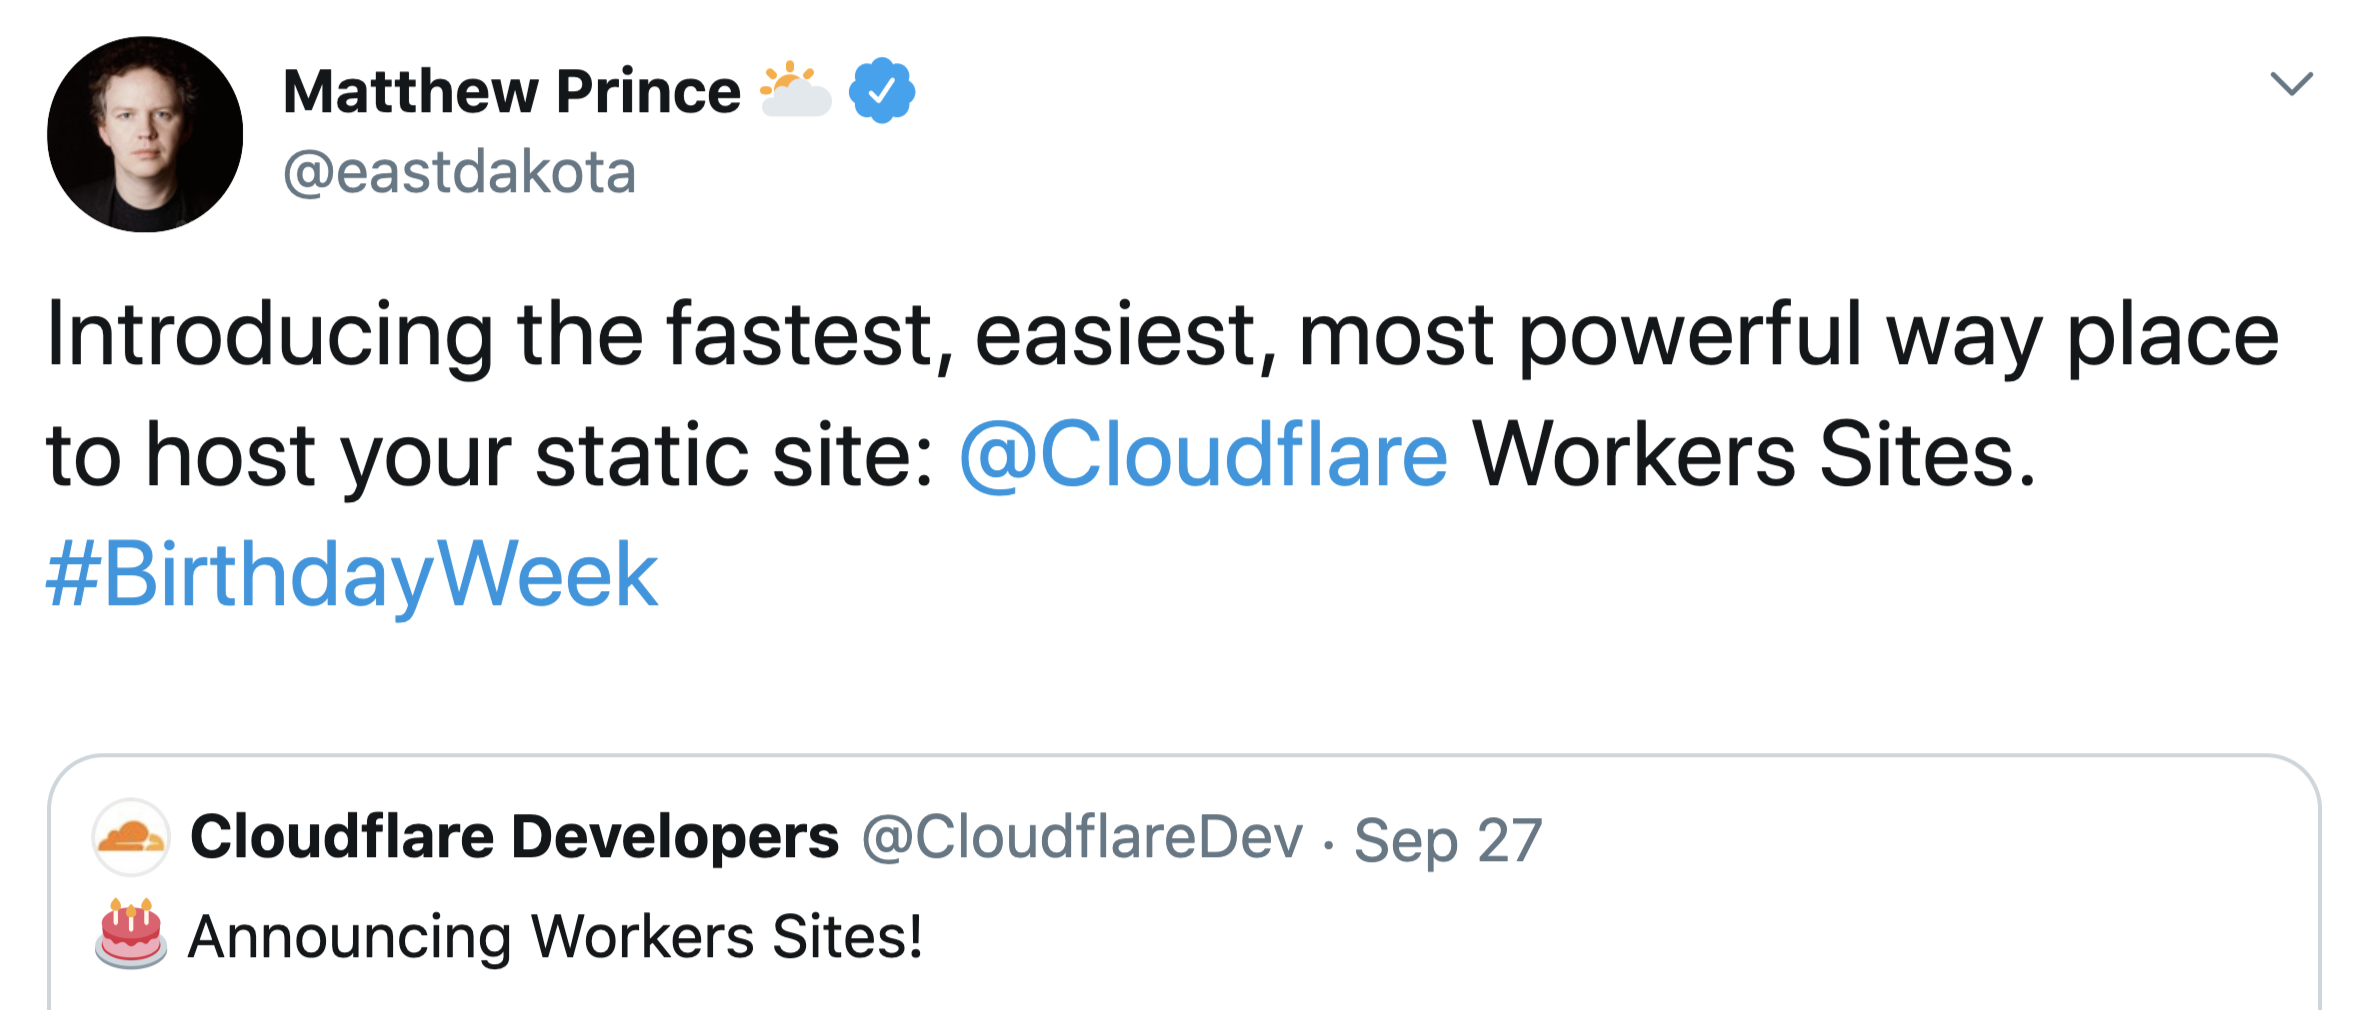 Matthew Prince
@eastdakota
Introducing the fastest, easiest, most powerful way place
to host your static site: @Cloudflare Workers Sites.
#BirthdayWeek
Cloudflare Developers @CloudflareDev · Sep 27
Announcing Workers Sites!